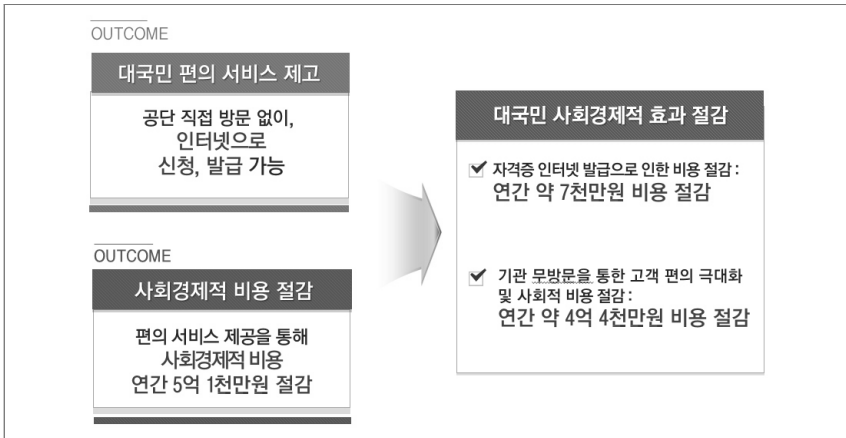 OUTCOME
대국민 편의 서비스 제고
공단 직접 방문 없이,
인터넷으로
신청, 발급 가능
OUTCOME
사회경제적 비용 절감
편의 서비스 제공을 통해
사회경제적 비용
연간 5억 1천만원 절감
대국민 사회경제적 효과 절감
자격증 인터넷 발급으로 인한 비용 절감 :
연간 약 7천만원 비용 절감
기관 무방문을 통한 고객 편의 극대화
및 사회적 비용 절감 :
연간 약 4억 4천만원 비용 절감